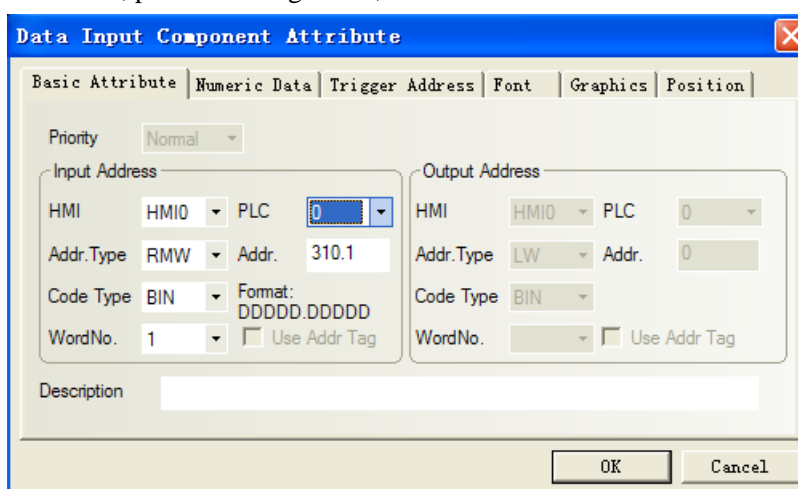 Data Input Component Attribute
Basic Attribute Numeric Data Trigger Address Font Graphics Position
Priority Normal
Input Address Output Address
HMI HMI0 PLC 0 HMI HMI0 PLC 0
Addr.Type RMW Addr. 310.1 Addr.Type LW Addr. 0
Code Type BIN Format: Code Type BIN
DDDDD.DDDDD
WordNo. 1 Use Addr Tag WordNo. Use Addr Tag
Description
OK Cancel